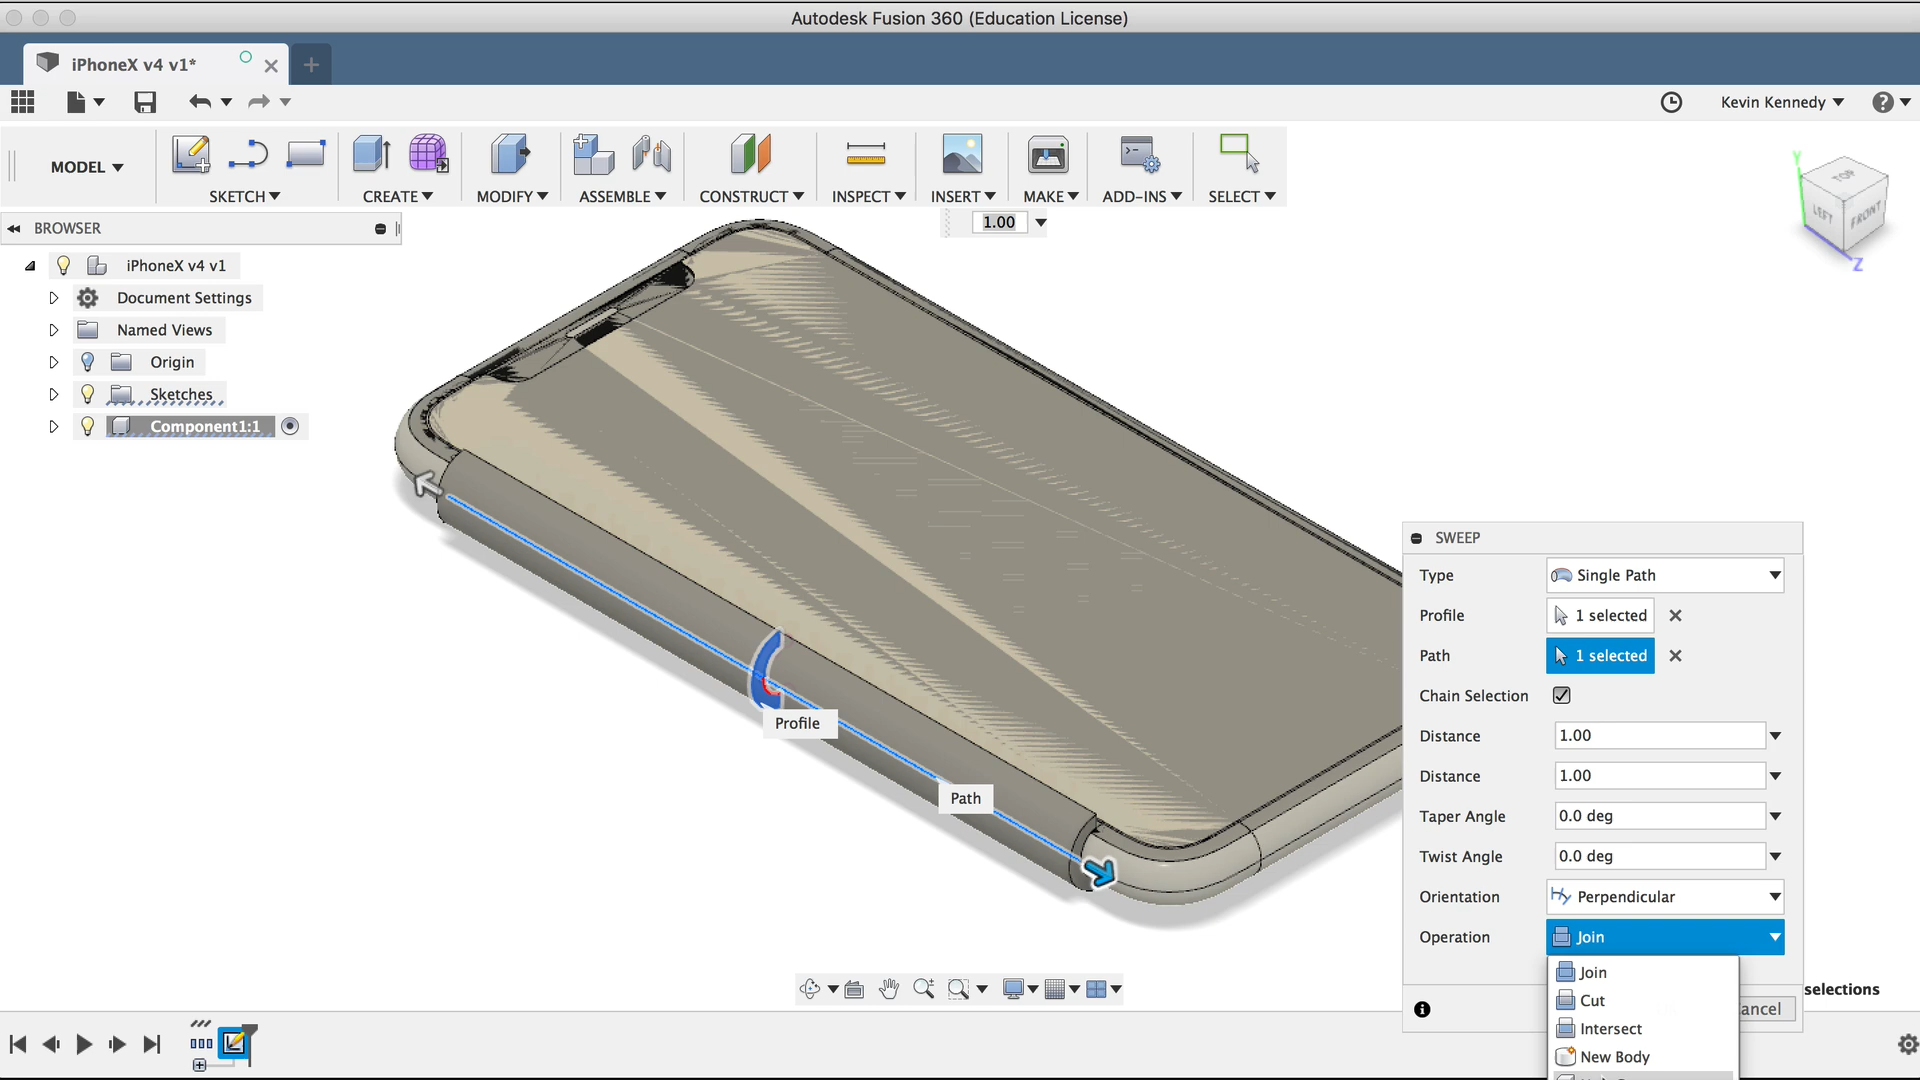 Autodesk Fusion 360 (Education License)
iPhoneX v4 v1*
Kevin Kennedy
MODEL
SKETCH
CREATE
MODIFY
ASSEMBLE
CONSTRUCT
INSPECT
INSERT
MAKE
ADD-INS
SELECT
BROWSER
1.00
iPhoneX v4 v1
Document Settings
Named Views
Origin
Sketches
Component1:1
Y
TOP
LEFT
FRONT
Z
Profile
Path
SWEEP
Type
Single Path
Profile
1 selected
Path
1 selected
Chain Selection
Distance
1.00
Distance
1.00
Taper Angle
0.0 deg
Twist Angle
0.0 deg
Orientation
Perpendicular
Operation
Join
Join
Cut
Intersect
New Body
ancel
selections